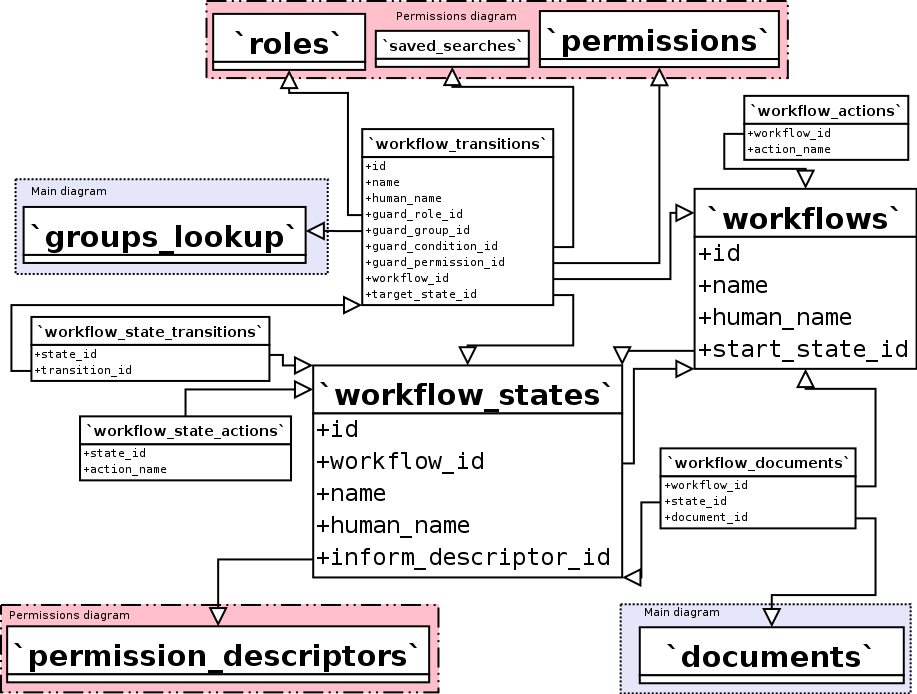 Permissions diagram
`roles`
`saved_searches`
`permissions`
`workflow_actions`
+workflow_id
+action_name
`workflow_transitions`
+id
+name
+human_name
+guard_role_id
+guard_group_id
+guard_condition_id
+guard_permission_id
+workflow_id
+target_state_id
Main diagram
`groups_lookup`
`workflows`
+id
+name
+human_name
+start_state_id
`workflow_state_transitions`
+state_id
+transition_id
`workflow_states`
+id
+workflow_id
+name
+human_name
+inform_descriptor_id
`workflow_state_actions`
+state_id
+action_name
`workflow_documents`
+workflow_id
+state_id
+document_id
Permissions diagram
`permission_descriptors`
Main diagram
`documents`